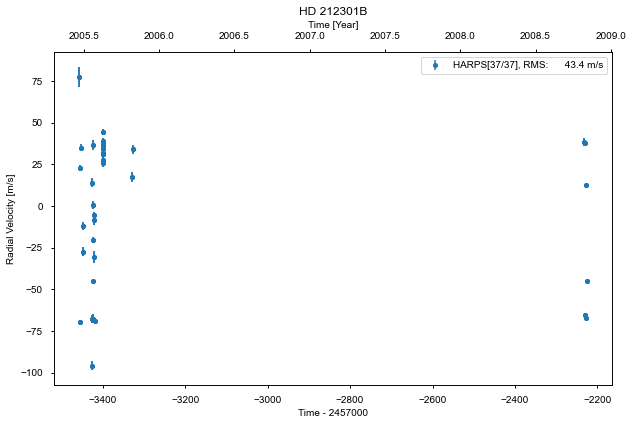 HD 212301B
Time [Year]
2005.5 2006.0 2006.5 2007.0 2007.5 2008.0 2008.5 2009.0
HARPS[37/37], RMS: 43.4 m/s
Radial Velocity [m/s]
75
50
25
0
−25
−50
−75
−100
−3400 −3200 −3000 −2800 −2600 −2400 −2200
Time - 2457000